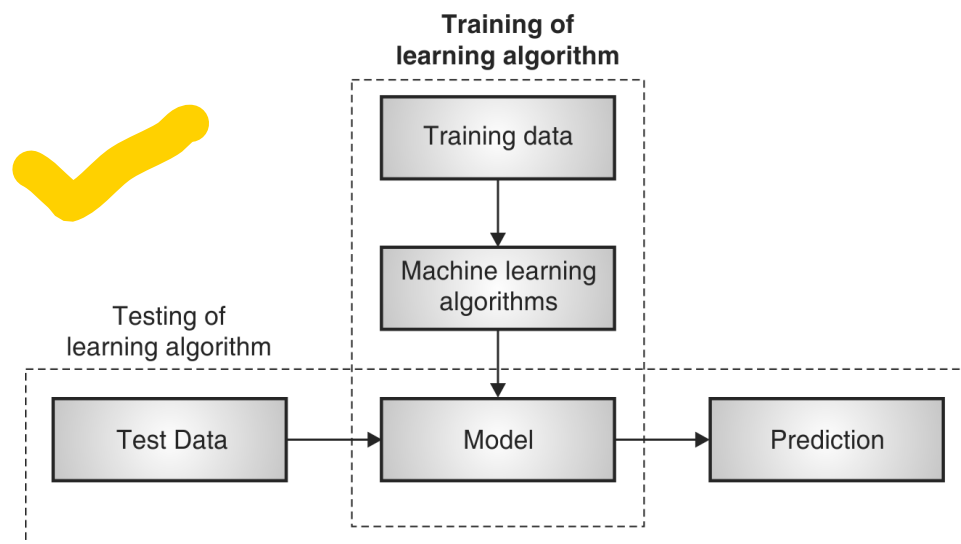 Training of
learning algorithm
Training data
Machine learning
algorithms
Testing of
learning algorithm
Test Data
Model
Prediction